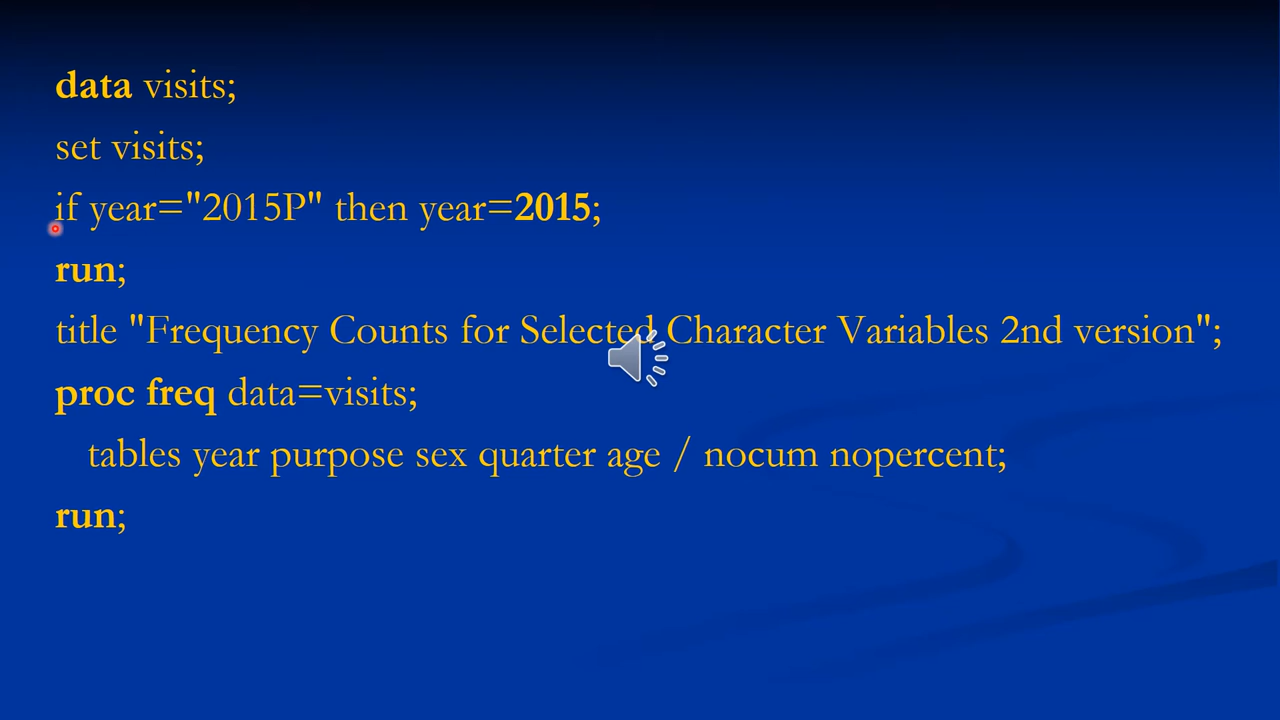 data visits;
set visits;
if year="2015P" then year=2015;
run;
title "Frequency Counts for Selected Character Variables 2nd version";
proc freq data=visits;
tables year purpose sex quarter age / nocum nopercent;
run;